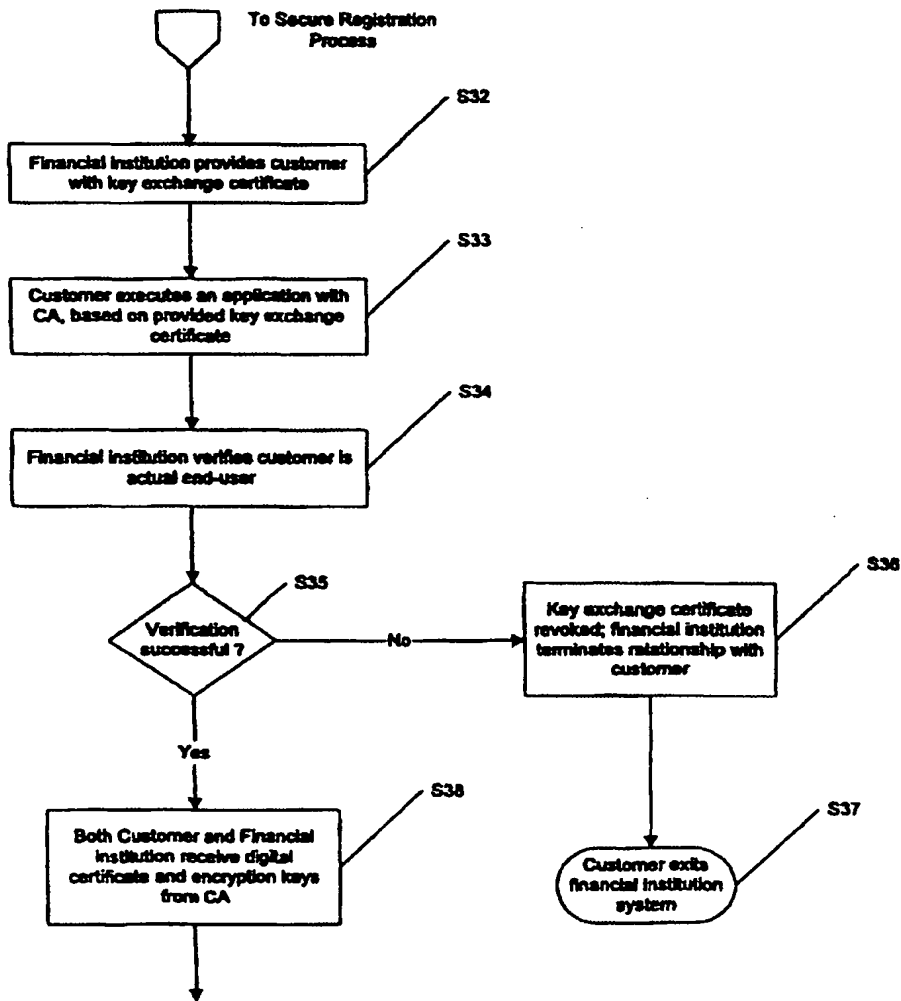 To Secure Registration
Process
S32
Financial institution provides customer
with key exchange certificate
S33
Customer executes an application with
CA, based on provided key exchange
certificate
S34
Financial institution verifies customer is
actual end-user
S35
Verification
successful ?
No
S36
Key exchange certificate
revoked; financial institution
terminates relationship with
customer
Yes
S38
Both Customer and Financial
institution receive digital
certificate and encryption keys
from CA
S37
Customer exits
financial institution
system